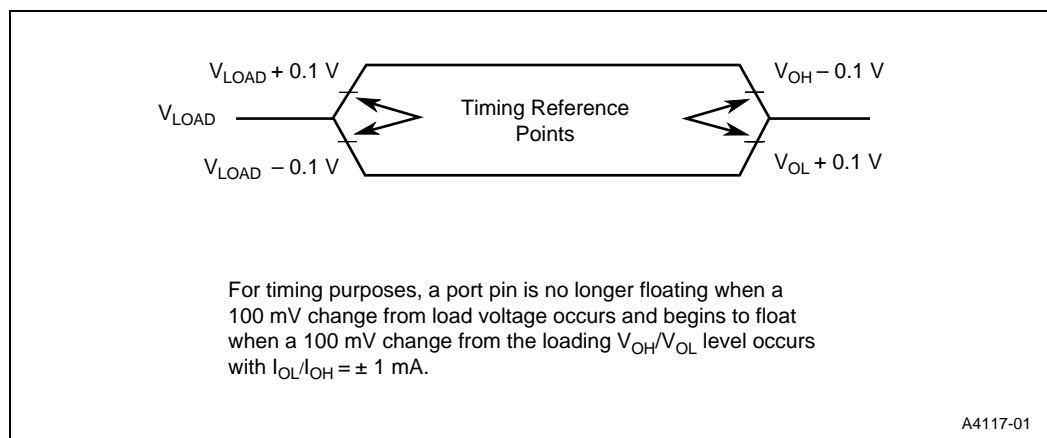 V_LOAD + 0.1 V
V_OH – 0.1 V
V_LOAD
Timing Reference
Points
V_LOAD – 0.1 V
V_OL + 0.1 V
For timing purposes, a port pin is no longer floating when a
100 mV change from load voltage occurs and begins to float
when a 100 mV change from the loading V_OH/V_OL level occurs
with I_OL/I_OH = ± 1 mA.
A4117-01